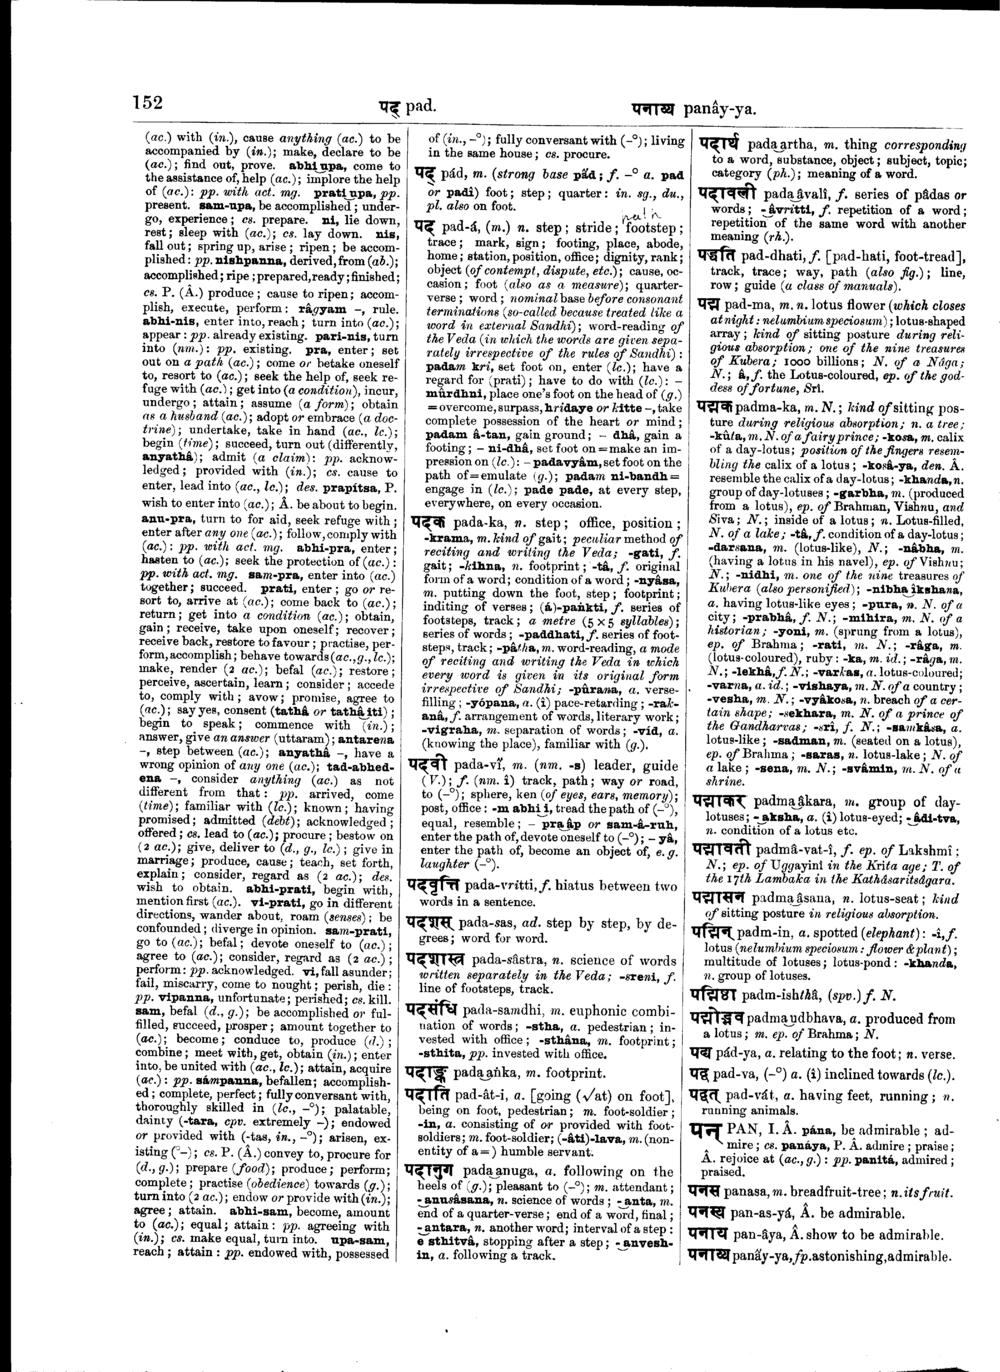 152
पद् pad.
पनाय्य panây-ya.
(ac.) with (in.), cause anything (ac.) to be
accompanied by (in.); make, declare to be
(ac.); find out, prove. abhi‿upa, come to
the assistance of, help (ac.); implore the help
of (ac.): pp. with act. mg. prati‿upa, pp.
present. sam-upa, be accomplished; under-
go, experience; cs. prepare. ni, lie down,
rest; sleep with (ac.); cs. lay down. nis,
fall out; spring up, arise; ripen; be accom-
plished: pp. nishpanna, derived, from (ab.);
accomplished; ripe; prepared, ready; finished;
cs. P. (Â.) produce; cause to ripen; accom-
plish, execute, perform: râgyam –, rule.
abhi-nis, enter into, reach; turn into (ac.);
appear: pp. already existing. pari-nis, turn
into (nm.): pp. existing. pra, enter; set
out on a path (ac.); come or betake oneself
to, resort to (ac.); seek the help of, seek re-
fuge with (ac.); get into (a condition), incur,
undergo; attain; assume (a form); obtain
as a husband (ac.); adopt or embrace (a doc-
trine); undertake, take in hand (ac., lc.);
begin (time); succeed, turn out (differently,
anyathâ); admit (a claim): pp. acknow-
ledged; provided with (in.); cs. cause to
enter, lead into (ac., lc.); des. prapitsa, P.
wish to enter into (ac.); Â. be about to begin.
anu-pra, turn to for aid, seek refuge with;
enter after any one (ac.); follow, comply with
(ac.): pp. with act. mg. abhi-pra, enter;
hasten to (ac.); seek the protection of (ac.):
pp. with act. mg. sam-pra, enter into (ac.)
together; succeed. prati, enter; go or re-
sort to, arrive at (ac.); come back to (ac.);
return; get into a condition (ac.); obtain,
gain; receive, take upon oneself; recover;
receive back, restore to favour; practise, per-
form, accomplish; behave towards (ac., g., lc.);
make, render (2 ac.); befal (ac.); restore;
perceive, ascertain, learn; consider; accede
to, comply with; avow; promise, agree to
(ac.); say yes, consent (tathâ or tathâ‿iti);
begin to speak; commence with (in.);
answer, give an answer (uttaram); antarena
–, step between (ac.); anyathâ –, have a
wrong opinion of any one (ac.); tad-abhed-
ena –, consider anything (ac.) as not
different from that: pp. arrived, come
(time); familiar with (lc.); known; having
promised; admitted (debt); acknowledged;
offered; cs. lead to (ac.); procure; bestow on
(2 ac.); give, deliver to (d., g., lc.); give in
marriage; produce, cause; teach, set forth,
explain; consider, regard as (2 ac.); des.
wish to obtain. abhi-prati, begin with,
mention first (ac.). vi-prati, go in different
directions, wander about, roam (senses); be
confounded; diverge in opinion. sam-prati,
go to (ac.); befal; devote oneself to (ac.);
agree to (ac.); consider, regard as (2 ac.);
perform: pp. acknowledged. vi, fall asunder;
fail, miscarry, come to nought; perish, die:
pp. vipanna, unfortunate; perished; cs. kill.
sam, befal (d., g.); be accomplished or ful-
filled, succeed, prosper; amount together to
(ac.); become; conduce to, produce (d.);
combine; meet with, get, obtain (in.); enter
into, be united with (ac., lc.); attain, acquire
(ac.): pp. sámpanna, befallen; accomplish-
ed; complete, perfect; fully conversant with,
thoroughly skilled in (lc., –°); palatable,
dainty (-tara, cpv. extremely –); endowed
or provided with (-tas, in., –°); arisen, ex-
isting (°–); cs. P. (Â.) convey to, procure for
(d., g.); prepare (food); produce; perform;
complete; practise (obedience) towards (g.);
turn into (2 ac.); endow or provide with (in.);
agree; attain. abhi-sam, become, amount
to (ac.); equal; attain: pp. agreeing with
(in.); cs. make equal, turn into. upa-sam,
reach; attain: pp. endowed with, possessed
of (in., –°); fully conversant with (–°); living
in the same house; cs. procure.
पद् pád, m. (strong base pấd; f. –° a. pad
or padî) foot; step; quarter: in. sg., du.,
pl. also on foot.
पद pad-á, (m.) n. step; stride; footstep;
trace; mark, sign; footing, place, abode,
home; station, position, office; dignity, rank;
object (of contempt, dispute, etc.); cause, oc-
casion; foot (also as a measure); quarter-
verse; word; nominal base before consonant
terminations (so-called because treated like a
word in external Sandhi); word-reading of
the Veda (in which the words are given sepa-
rately irrespective of the rules of Sandhi):
padam kri, set foot on, enter (lc.); have a
regard for (prati); have to do with (lc.): –
mûrdhni, place one's foot on the head of (g.)
= overcome, surpass, hridaye or kitte –, take
complete possession of the heart or mind;
padam â-tan, gain ground; – dhâ, gain a
footing; – ni-dhâ, set foot on = make an im-
pression on (lc.): – padavyâm, set foot on the
path of = emulate (g.); padam ni-bandh =
engage in (lc.); pade pade, at every step,
everywhere, on every occasion.
पदक pada-ka, n. step; office, position;
-krama, m. kind of gait; peculiar method of
reciting and writing the Veda; -gati, f.
gait; -kihna, n. footprint; -tâ, f. original
form of a word; condition of a word; -nyâsa,
m. putting down the foot, step; footprint;
inditing of verses; (á)-paṅkti, f. series of
footsteps, track; a metre (5 × 5 syllables);
series of words; -paddhati, f. series of foot-
steps, track; -pâtha, m. word-reading, a mode
of reciting and writing the Veda in which
every word is given in its original form
irrespective of Sandhi; -pûrana, a. verse-
filling; -yópana, a. (î) pace-retarding; -rak-
anâ, f. arrangement of words, literary work;
-vigraha, m. separation of words; -víd, a.
(knowing the place), familiar with (g.).
पदवी pada-vî́, m. (nm. -s) leader, guide
(V.); f. (nm. î) track, path; way or road,
to (–°); sphere, ken (of eyes, ears, memory);
post, office: -m abhi‿i, tread the path of (–°),
equal, resemble; – pra‿âp or sam-â-ruh,
enter the path of, devote oneself to (–°); – yâ,
enter the path of, become an object of, e.g.
laughter (–°).
पदवृत्ति pada-vritti, f. hiatus between two
words in a sentence.
पदशस् pada-sas, ad. step by step, by de-
grees; word for word.
पदशास्त्र pada-sâstra, n. science of words
written separately in the Veda; -sreni, f.
line of footsteps, track.
पदसंधि pada-samdhi, m. euphonic combi-
nation of words; -stha, a. pedestrian; in-
vested with office; -sthâna, m. footprint;
-sthita, pp. invested with office.
पदाङ्क pada‿aṅka, m. footprint.
पदाति pad-ât-i, a. [going (√at) on foot],
being on foot, pedestrian; m. foot-soldier;
-in, a. consisting of or provided with foot-
soldiers; m. foot-soldier; (-âti)-lava, m. (non-
entity of a =) humble servant.
पदानुग pada‿anuga, a. following on the
heels of (g.); pleasant to (–°); m. attendant;
-‿anusâsana, n. science of words; -‿anta, m.
end of a quarter-verse; end of a word, final;
-‿antara, n. another word; interval of a step:
e sthitvâ, stopping after a step; -‿anvesh-
in, a. following a track.
पदार्थ pada‿artha, m. thing corresponding
to a word, substance, object; subject, topic;
category (ph.); meaning of a word.
पदावली pada‿âvalî, f. series of pâdas or
words; -‿âvritti, f. repetition of a word;
repetition of the same word with another
meaning (rh.).
पद्धति pad-dhati, f. [pad-hati, foot-tread],
track, trace; way, path (also fig.); line,
row; guide (a class of manuals).
पद्म pad-ma, m. n. lotus flower (which closes
at night: nelumbium speciosum); lotus-shaped
array; kind of sitting posture during reli-
gious absorption; one of the nine treasures
of Kubera; 1000 billions; N. of a Nâga;
N.; â, f. the Lotus-coloured, ep. of the god-
dess of fortune, Srî.
पद्मक padma-ka, m. N.; kind of sitting pos-
ture during religious absorption; n. a tree;
-kûta, m. N. of a fairy prince; -kosa, m. calix
of a day-lotus; position of the fingers resem-
bling the calix of a lotus; -kosâ-ya, den. Â.
resemble the calix of a day-lotus; -khanda, n.
group of day-lotuses; -garbha, m. (produced
from a lotus), ep. of Brahman, Vishnu, and
Siva; N.; inside of a lotus; n. Lotus-filled,
N. of a lake; -tâ, f. condition of a day-lotus;
-darsana, m. (lotus-like), N.; -nâbha, m.
(having a lotus in his navel), ep. of Vishnu;
N.; -nidhi, m. one of the nine treasures of
Kubera (also personified); -nibha‿îkshana,
a. having lotus-like eyes; -pura, n. N. of a
city; -prabhâ, f. N.; -mihira, m. N. of a
historian; -yoni, m. (sprung from a lotus),
ep. of Brahma; -rati, m. N.; -râga, m.
(lotus-coloured), ruby: -ka, m. id.; -râga, m.
N.; -lekhâ, f. N.; -varkas, a. lotus-coloured;
-varna, a. id.; -vishaya, m. N. of a country;
-vesha, m. N.; -vyâkosa, n. breach of a cer-
tain shape; -sekhara, m. N. of a prince of
the Gandharvas; -srî, f. N.; -samkâsa, a.
lotus-like; -sadman, m. (seated on a lotus),
ep. of Brahma; -saras, n. lotus-lake; N. of
a lake; -sena, m. N.; -svâmin, m. N. of a
shrine.
पद्माकर padma‿âkara, m. group of day-
lotuses; -‿aksha, a. (î) lotus-eyed; -‿âdi-tva,
n. condition of a lotus etc.
पद्मावती padmâ-vat-î, f. ep. of Lakshmî;
N.; ep. of Uggayinî in the Krita age; T. of
the 17th Lambaka in the Kathâsaritsâgara.
पद्मासन padma‿âsana, n. lotus-seat; kind
of sitting posture in religious absorption.
पद्मिन् padm-in, a. spotted (elephant): -î, f.
lotus (nelumbium speciosum: flower & plant);
multitude of lotuses; lotus-pond: -khanda,
n. group of lotuses.
पद्मिष्ठा padm-ishthâ, (spv.) f. N.
पद्मोद्भव padma‿udbhava, a. produced from
a lotus; m. ep. of Brahma; N.
पद्य pád-ya, a. relating to the foot; n. verse.
पद्व pad-va, (–°) a. (î) inclined towards (lc.).
पद्वत् pad-vát, a. having feet, running; n.
running animals.
पन् PAN, I. Â. pána, be admirable; ad-
mire; cs. panáya, P. Â. admire; praise;
Â. rejoice at (ac., g.): pp. panitá, admired;
praised.
पनस panasa, m. breadfruit-tree; n. its fruit.
पनस्य pan-as-yá, Â. be admirable.
पनाय pan-âya, Â. show to be admirable.
पनाय्य panấy-ya, fp. astonishing, admirable.